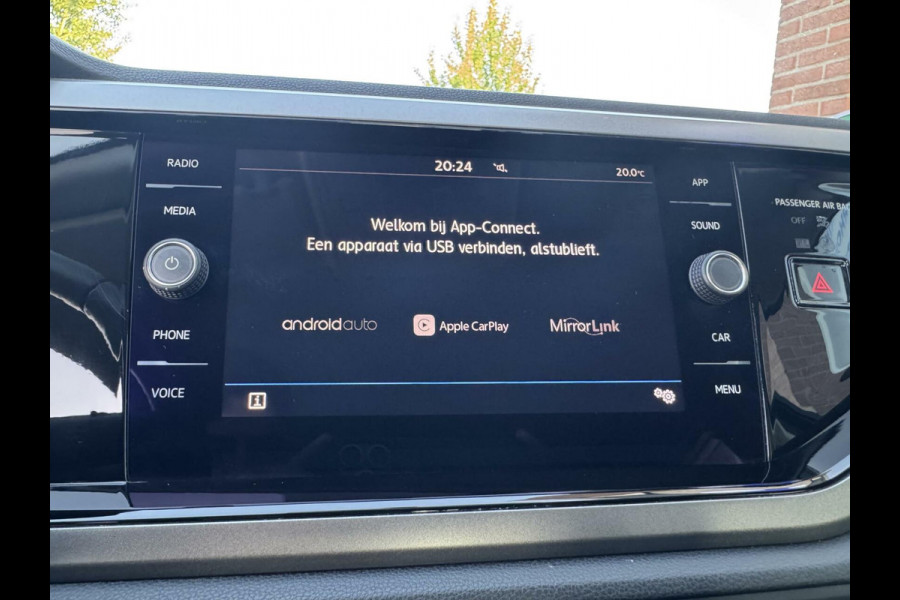 RADIO
MEDIA
PHONE
VOICE
20:24
20.0°C
Welkom bij App-Connect.
Een apparaat via USB verbinden, alstublieft.
androidauto
Apple CarPlay
MirrorLink
i
APP
SOUND
CAR
MENU
PASSENGER AIR BAG
OFF